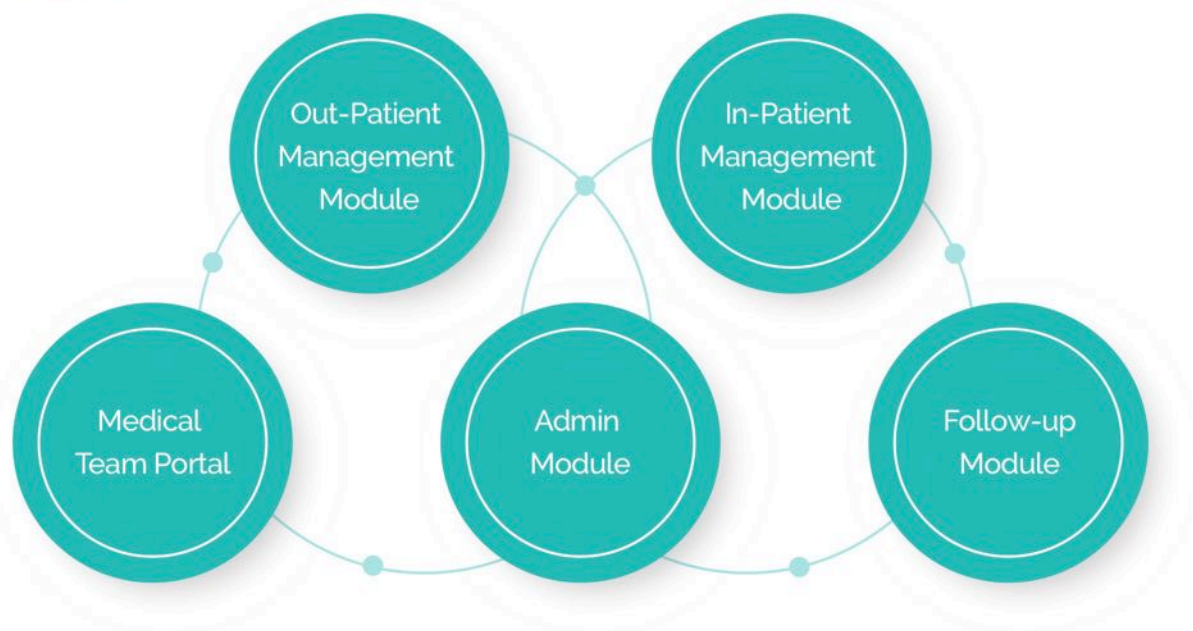 Out-Patient
Management
Module
In-Patient
Management
Module
Medical
Team Portal
Admin
Module
Follow-up
Module